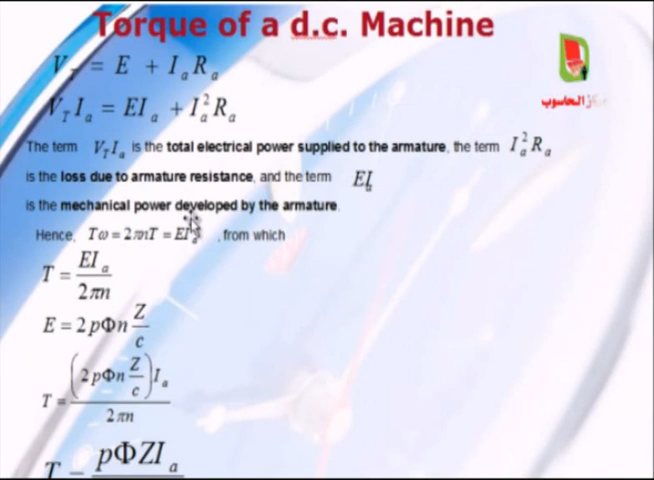 Torque of a d.c. Machine
V_T = E + I_a R_a
V_T I_a = E I_a + I_a^2 R_a
The term V_T I_a is the total electrical power supplied to the armature, the term I_a^2 R_a
is the loss due to armature resistance, and the term E I_a
is the mechanical power developed by the armature.
Hence, Tω = 2πnT = E I_a , from which
T = E I_a / 2πn
E = 2pΦn Z/c
T = (2pΦn Z/c) I_a / 2πn
T = pΦZI_a
الحاسوب